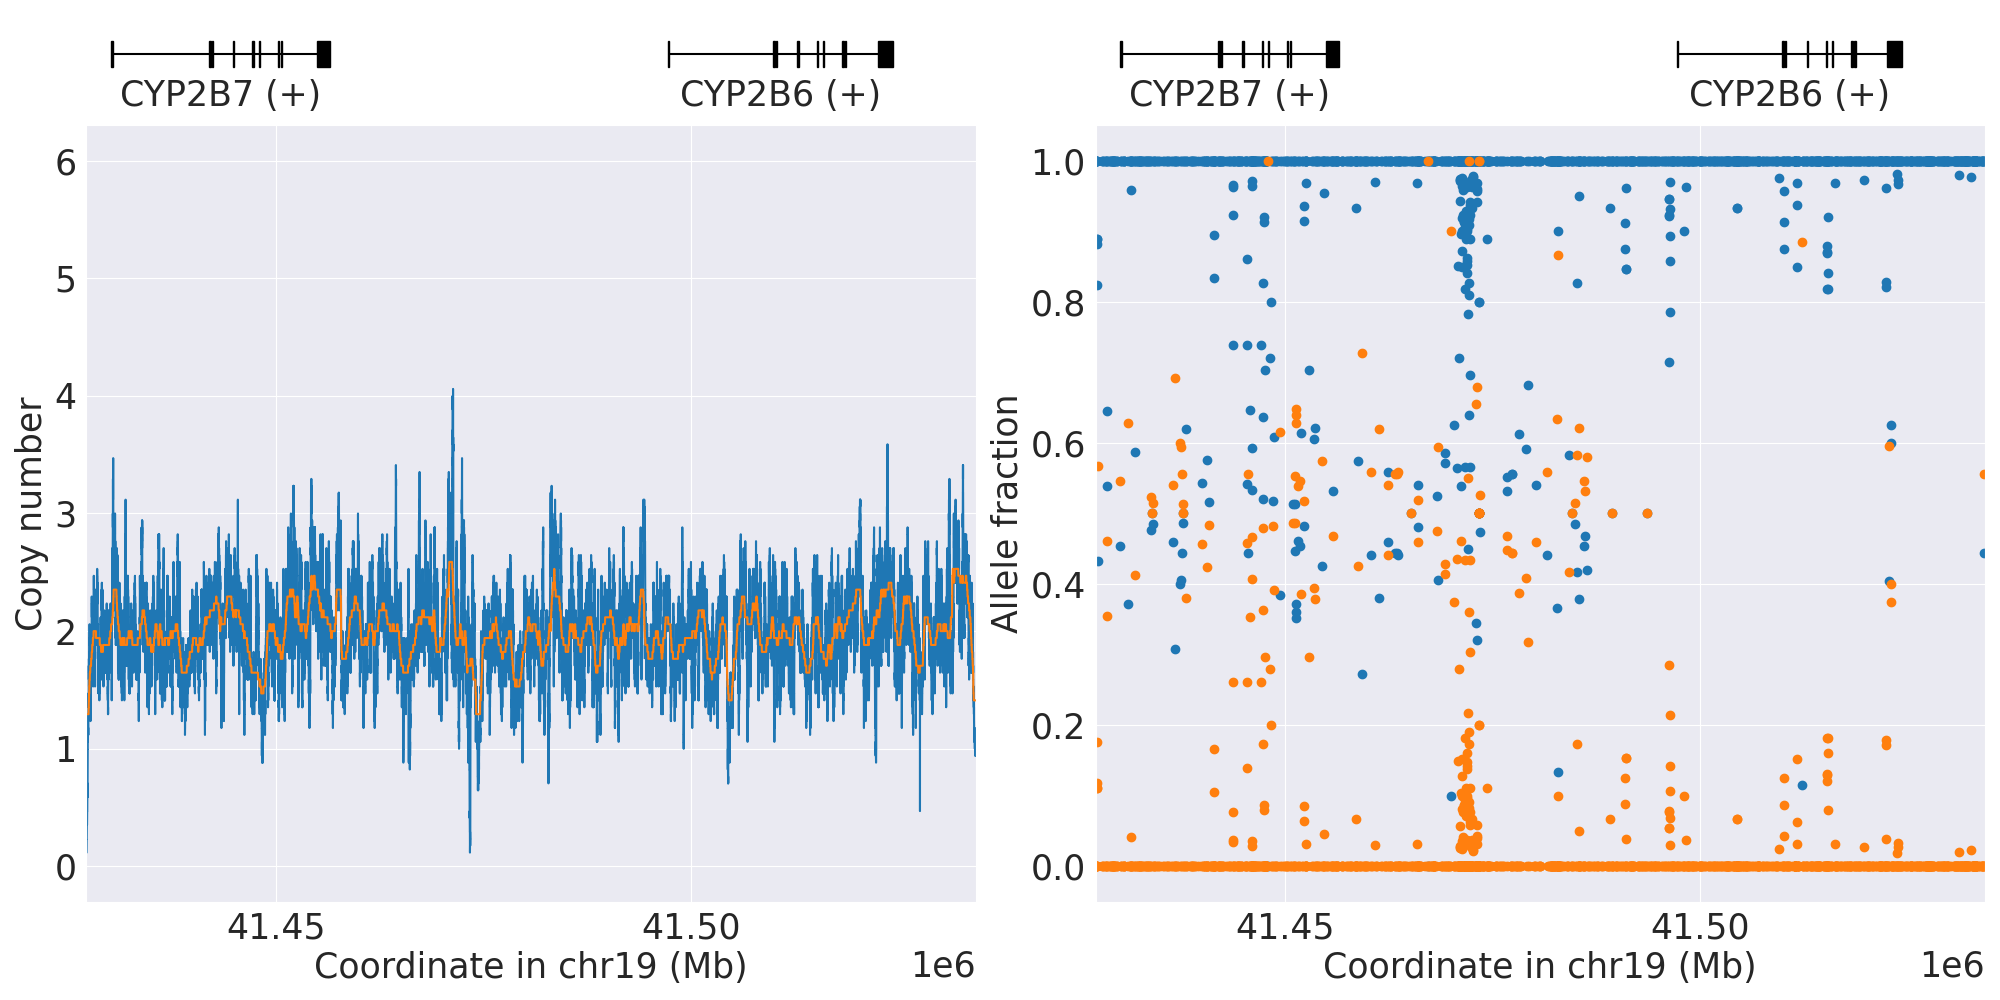 CYP2B7 (+)
CYP2B6 (+)
CYP2B7 (+)
CYP2B6 (+)
6
5
4
3
2
1
0
Copy number
41.45
41.50
Coordinate in chr19 (Mb)
1e6
1.0
0.8
0.6
0.4
0.2
0.0
Allele fraction
41.45
41.50
Coordinate in chr19 (Mb)
1e6